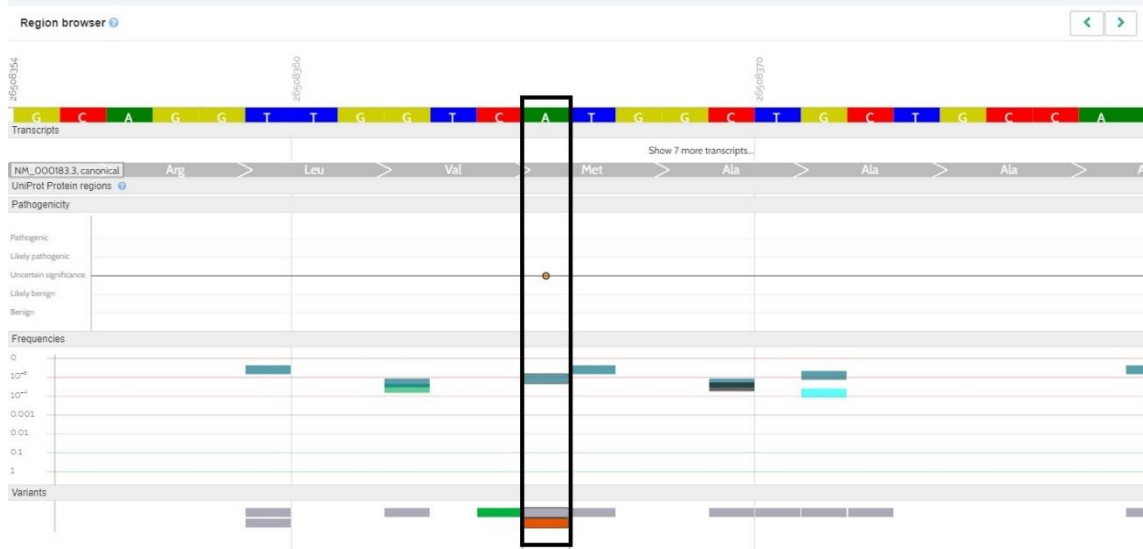 Region browser
26508354 26508360 26508370
G C A G G T T G G T C A T G G C T G C T G C C A
Transcripts
Show 7 more transcripts...
NM_000183.3, canonical Arg Leu Val Met Ala Ala Ala A
UniProt Protein regions
Pathogenicity
Pathogenic
Likely pathogenic
Uncertain significance
Likely benign
Benign
Frequencies
0
0.001
0.01
0.1
1
Variants